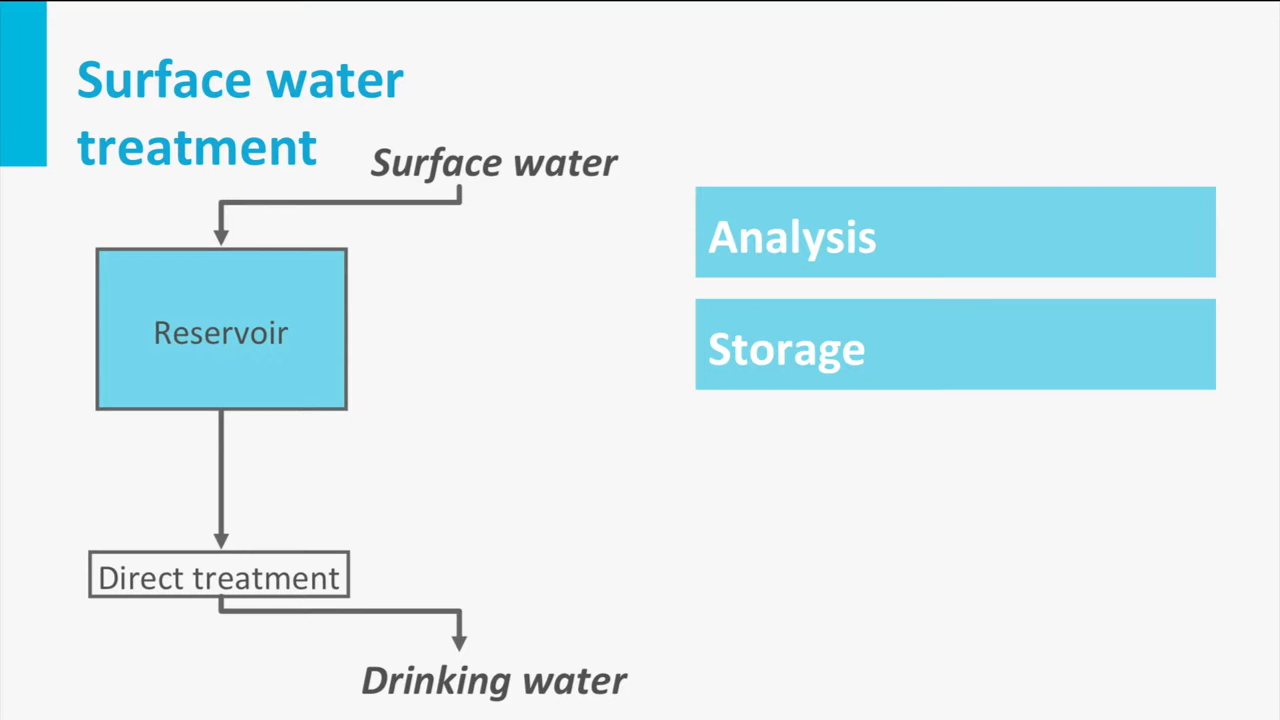 Surface water
treatment
Surface water
Analysis
Reservoir
Storage
Direct treatment
Drinking water